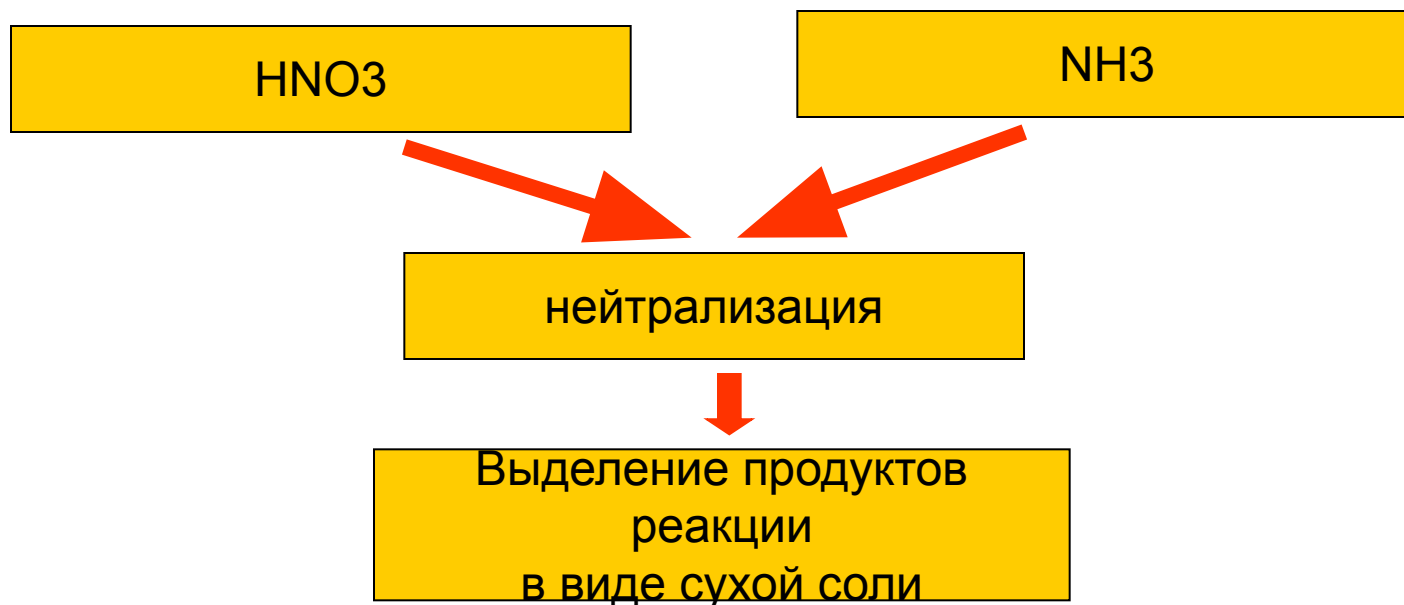 HNO3
NH3
нейтрализация
Выделение продуктов
реакции
в виде сухой соли